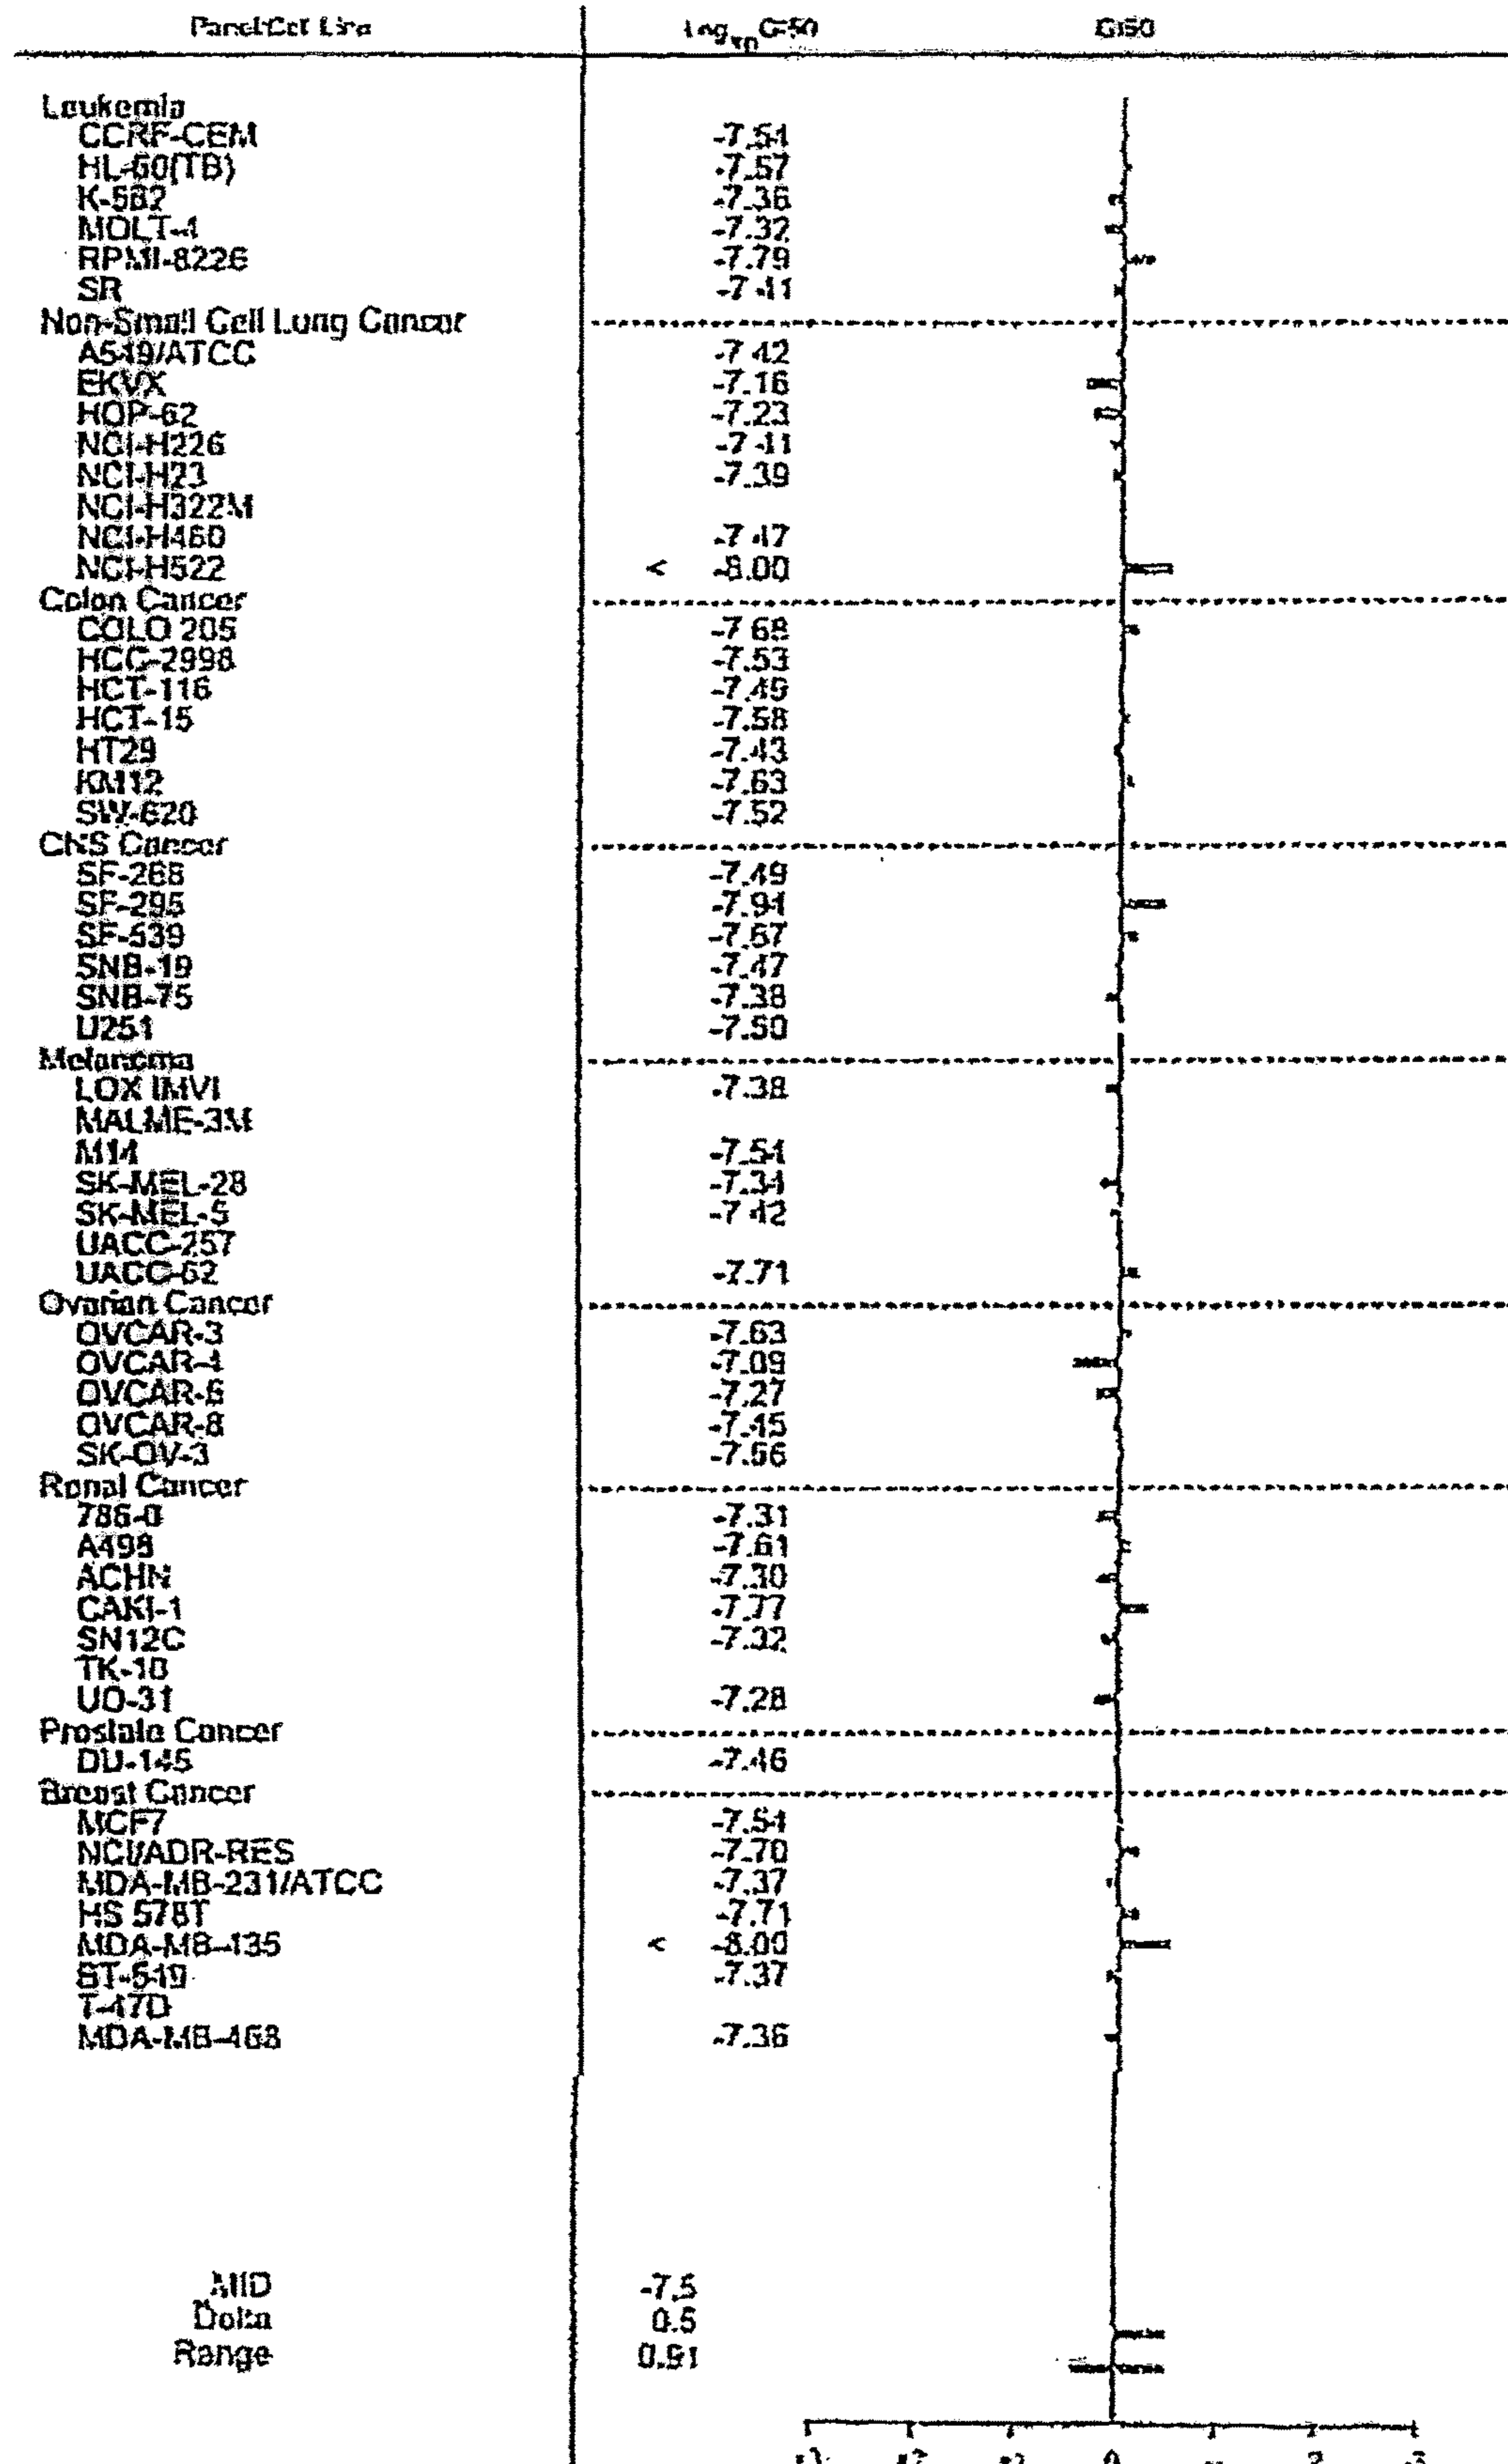 Panel/Cell Line Log10 GI50 GI50
Leukemia
CCRF-CEM -7.54
HL-60(TB) -7.57
K-562 -7.36
MOLT-4 -7.32
RPMI-8226 -7.79
SR -7.41
Non-Small Cell Lung Cancer
A549/ATCC -7.42
EKVX -7.16
HOP-62 -7.23
NCI-H226 -7.41
NCI-H23 -7.39
NCI-H322M
NCI-H460 -7.47
NCI-H522 < -8.00
Colon Cancer
COLO 205 -7.68
HCC-2998 -7.53
HCT-116
HCT-15 -7.58
HT29 -7.43
KM12 -7.63
SW-620 -7.52
CNS Cancer
SF-268 -7.49
SF-295
SF-539 -7.67
SNB-19 -7.47
SNB-75 -7.38
U251 -7.50
Melanoma
LOX IMVI -7.38
MALME-3M
M14 -7.54
SK-MEL-28 -7.34
SK-MEL-5 -7.42
UACC-257
UACC-62 -7.71
Ovarian Cancer
OVCAR-3 -7.63
OVCAR-4 -7.09
-7.27
OVCAR-8 -7.45
SK-OV-3 -7.56
Renal Cancer
786-0 -7.31
A498 -7.61
ACHN -7.30
CAKI-1 -7.77
SN12C -7.32
TK-10
UO-31 -7.28
Prostate Cancer
DU-145 -7.46
Breast Cancer
MCF7 -7.54
NCI/ADR-RES -7.70
MDA-MB-231/ATCC -7.37
HS 578T -7.71
MDA-MB-435 < -8.00
BT-549 -7.37
T-47D
MDA-MB-468 -7.36
MID -7.5
Delta 0.5
Range 0.91